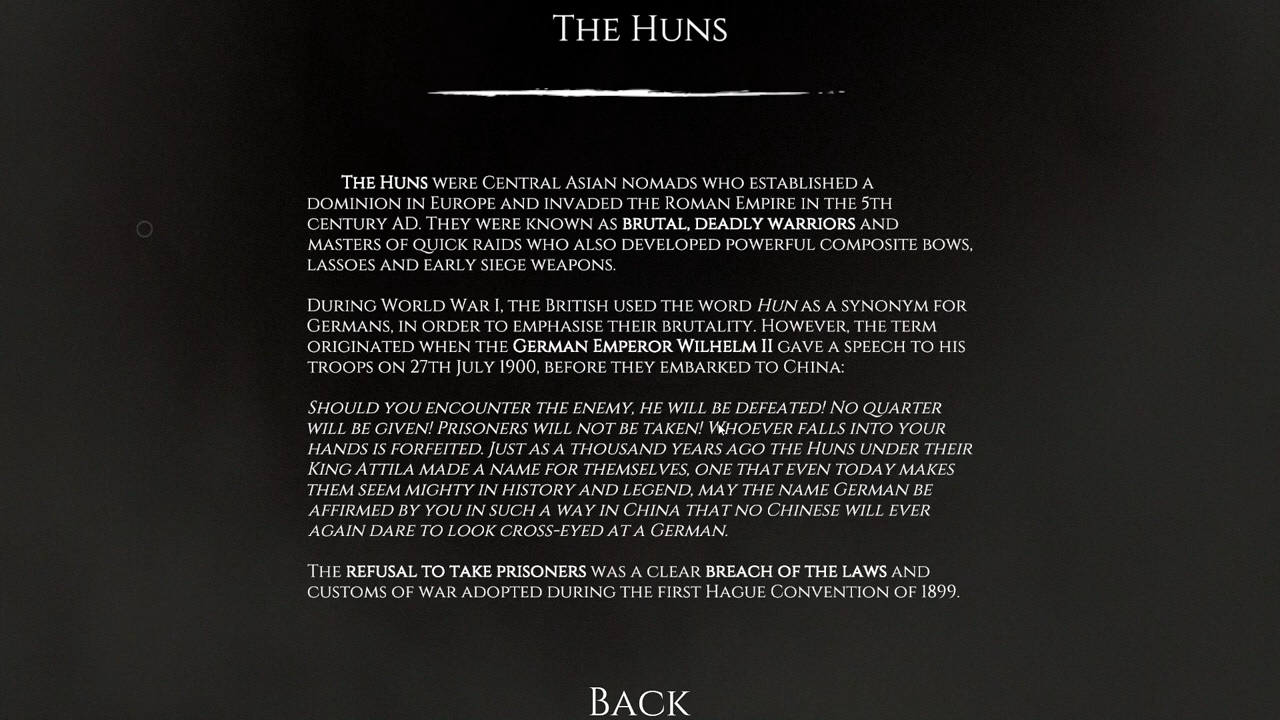 The Huns
The Huns were Central Asian nomads who established a
dominion in Europe and invaded the Roman Empire in the 5th
century AD. They were known as brutal, deadly warriors and
masters of quick raids who also developed powerful composite bows,
lassoes and early siege weapons.
During World War I, the British used the word Hun as a synonym for
Germans, in order to emphasise their brutality. However, the term
originated when the German Emperor Wilhelm II gave a speech to his
troops on 27th July 1900, before they embarked to China:
Should you encounter the enemy, he will be defeated! No quarter
will be given! Prisoners will not be taken! Whoever falls into your
hands is forfeited. Just as a thousand years ago the Huns under their
King Attila made a name for themselves, one that even today makes
them seem mighty in history and legend, may the name German be
affirmed by you in such a way in China that no Chinese will ever
again dare to look cross-eyed at a German.
The refusal to take prisoners was a clear breach of the laws and
customs of war adopted during the first Hague Convention of 1899.
Back